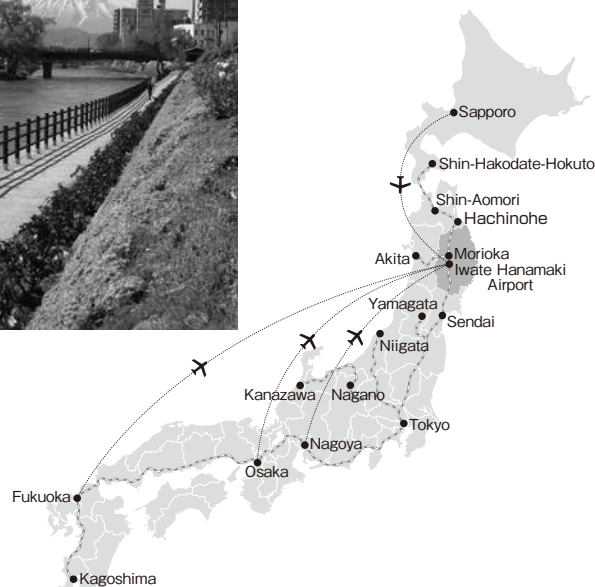 Sapporo
Shin-Hakodate-Hokuto
Shin-Aomori
Hachinohe
Morioka
Akita
Iwate Hanamaki
Airport
Yamagata
Sendai
Niigata
Kanazawa
Nagano
Tokyo
Nagoya
Osaka
Fukuoka
Kagoshima